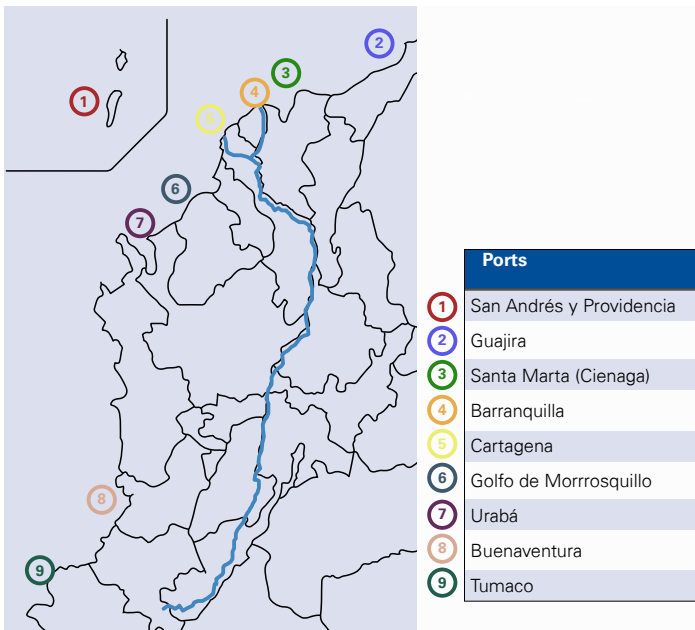 2
3
4
1
5
6
7
8
9
Ports
1 San Andrés y Providencia
2 Guajira
3 Santa Marta (Cienaga)
4 Barranquilla
5 Cartagena
6 Golfo de Morrrosquillo
7 Urabá
8 Buenaventura
9 Tumaco